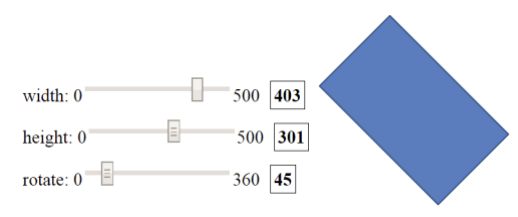 width: 0 500 403
height: 0 500 301
rotate: 0 360 45